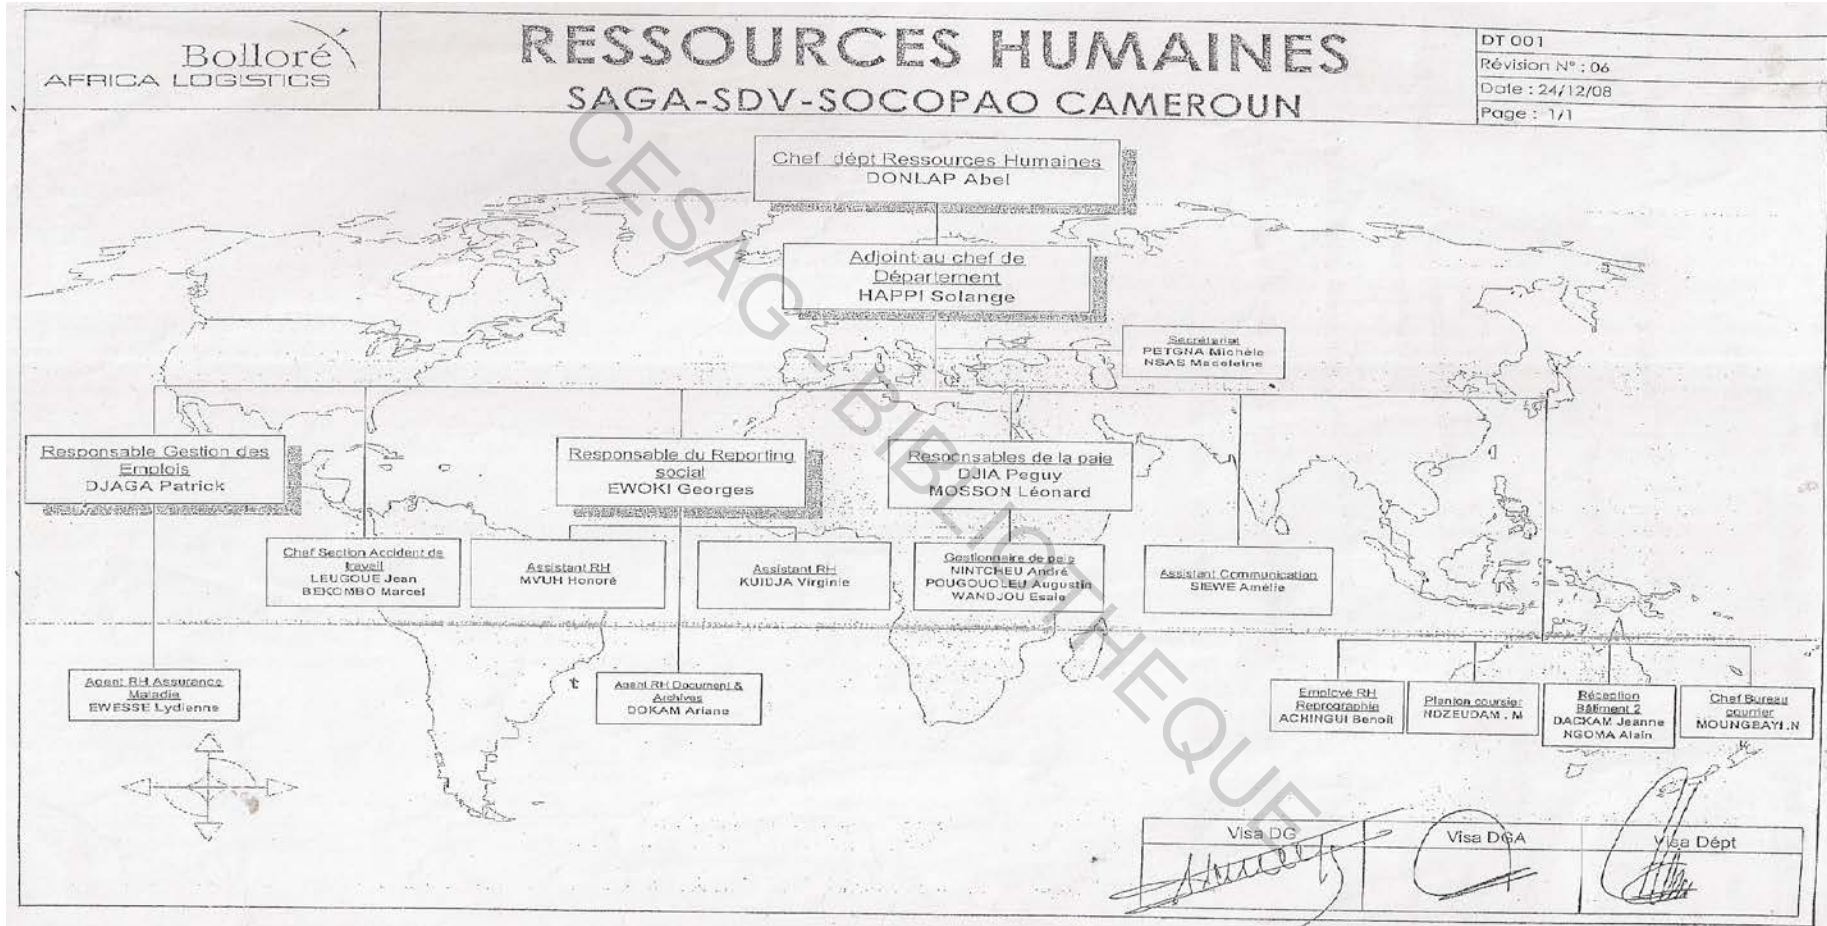 Bolloré
AFRICA LOGISTICS
RESSOURCES HUMAINES
SAGA-SDV-SOCOPAO CAMEROUN
DT 001
Révision N° : 06
Date : 24/12/08
Page : 1/1
Chef dépt Ressources Humaines
DONLAP Abel
Adjoint au chef de
Département
HAPPI Solange
Secrétariat
PETGNA Michèle
NSAS Madeleine
Responsable Gestion des
Emplois
DJAGA Patrick
Responsable du Reporting
social
EWOKI Georges
Responsables de la paie
DJIA Peguy
MOSSON Léonard
Chef Section Accident de
travail
LEUGOUE Jean
BEKOMBO Marcel
Assistant RH
MVUH Honoré
Assistant RH
KUIDJA Virginie
Gestionnaire de paie
NINTCHEU André
POUGOUOLEU Augustin
WANDJOU Esaie
Assistant Communication
SIEWE Amélie
Agent RH Assurance
Maladie
EWESSE Lydienne
Agent RH Document &
Archives
DOKAM Ariane
Employé RH
Reprographie
ACHINGUI Benoît
Planton coursier
NDZEUDAM . M
Réception
Bâtiment 2
DACKAM Jeanne
NGOMA Alain
Chef Bureau
courrier
MOUNGBAYI .N
Visa DG
Visa DGA
Visa Dépt
CESAG - BIBLIOTHEQUE